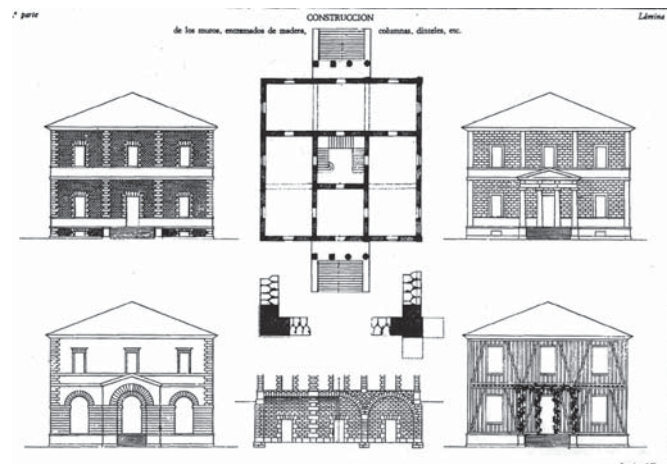 parte
CONSTRUCCION
Lámina
de los muros, entramados de madera, columnas, dinteles, etc.